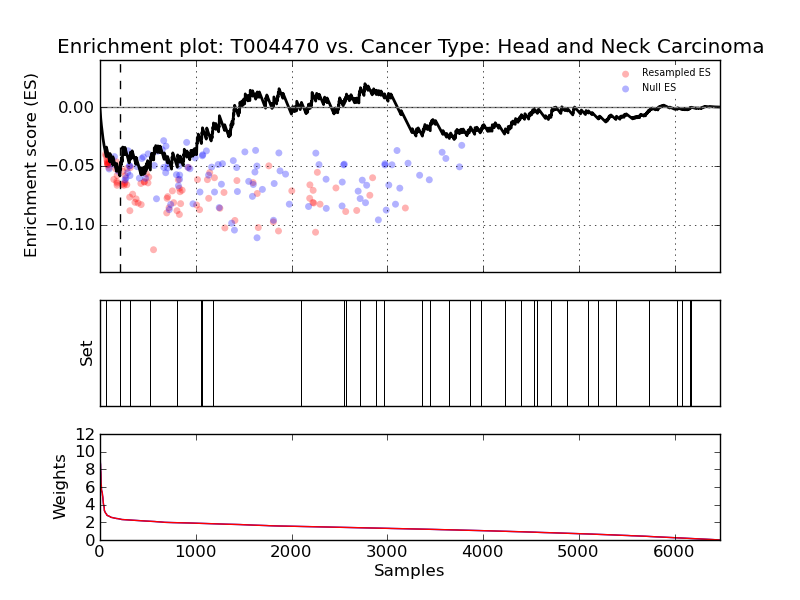 Enrichment plot: T004470 vs. Cancer Type: Head and Neck Carcinoma
Enrichment score (ES)
0.00
−0.05
−0.10
Resampled ES
Null ES
Set
Weights
12
10
8
6
4
2
0
0 1000 2000 3000 4000 5000 6000
Samples